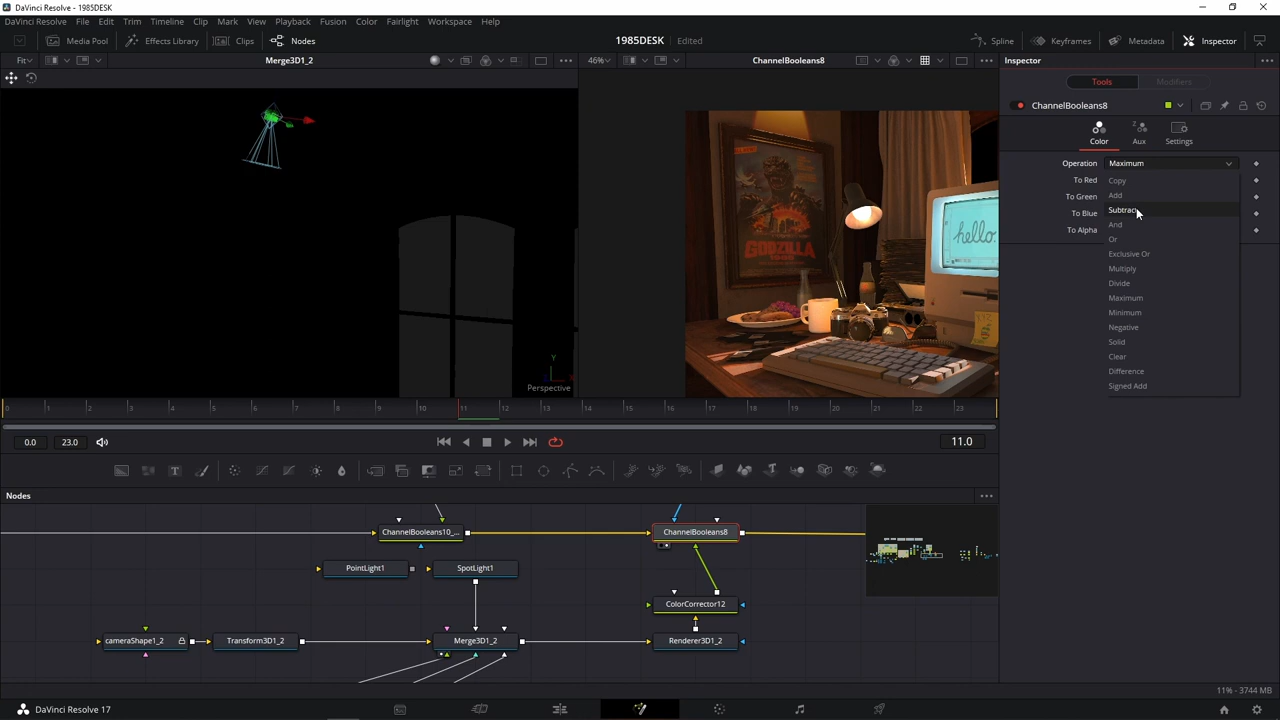 DaVinci Resolve - 1985DESK
DaVinci Resolve File Edit Trim Timeline Clip Mark View Playback Fusion Color Fairlight Workspace Help
Media Pool Effects Library Clips Nodes 1985DESK Edited Spline Keyframes Metadata Inspector
Fit Merge3D1_2 46% ChannelBooleans8 Inspector
Tools Modifiers
ChannelBooleans8
Color Aux Settings
Operation Maximum
To Red Copy
Add
To Green
Subtract
To Blue
And
To Alpha
Or
Exclusive Or
Multiply
Divide
Maximum
Minimum
Negative
Solid
Clear
Difference
Signed Add
GODZILLA
1985
hello.
Y
Perspective
0 1 2 3 4 5 6 7 8 9 10 11 12 13 14 15 16 17 18 19 20 21 22 23
0.0 23.0 11.0
Nodes
ChannelBooleans10_... ChannelBooleans8
PointLight1 SpotLight1
ColorCorrector12
cameraShape1_2 Transform3D1_2 Merge3D1_2 Renderer3D1_2
11% - 3744 MB
DaVinci Resolve 17